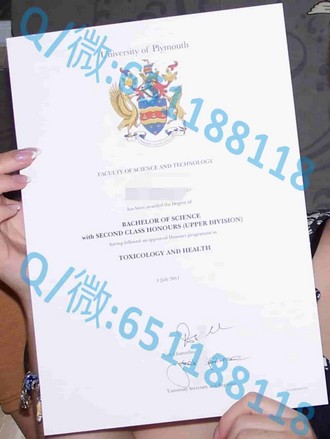 University of Plymouth
Q/微:651188118
FACULTY OF SCIENCE AND TECHNOLOGY
has been awarded the Degree of
BACHELOR OF SCIENCE
with SECOND CLASS HONOURS (UPPER DIVISION)
having followed an approved Honours programme in
TOXICOLOGY AND HEALTH
Q/微:651188118